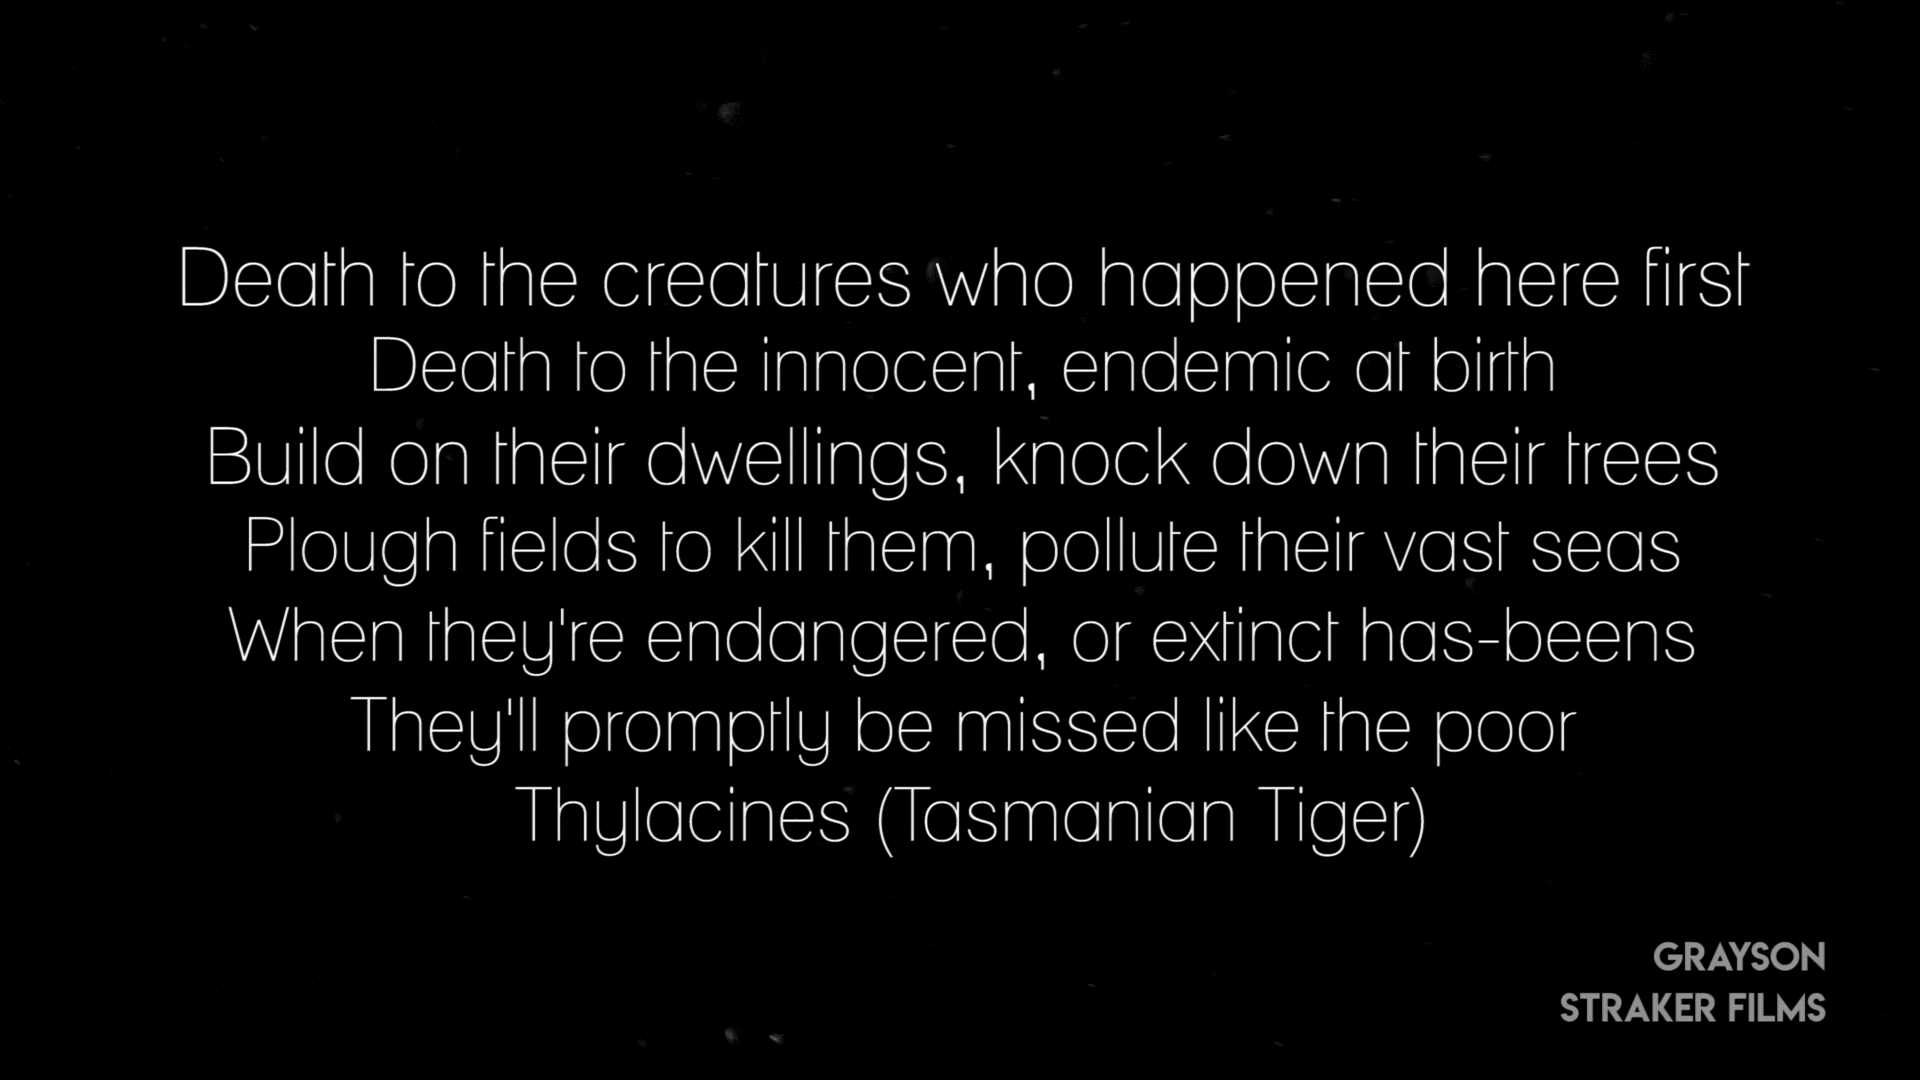 Death to the creatures who happened here first
Death to the innocent, endemic at birth
Build on their dwellings, knock down their trees
Plough fields to kill them, pollute their vast seas
When they're endangered, or extinct has-beens
They'll promptly be missed like the poor
Thylacines (Tasmanian Tiger)
GRAYSON
STRAKER FILMS